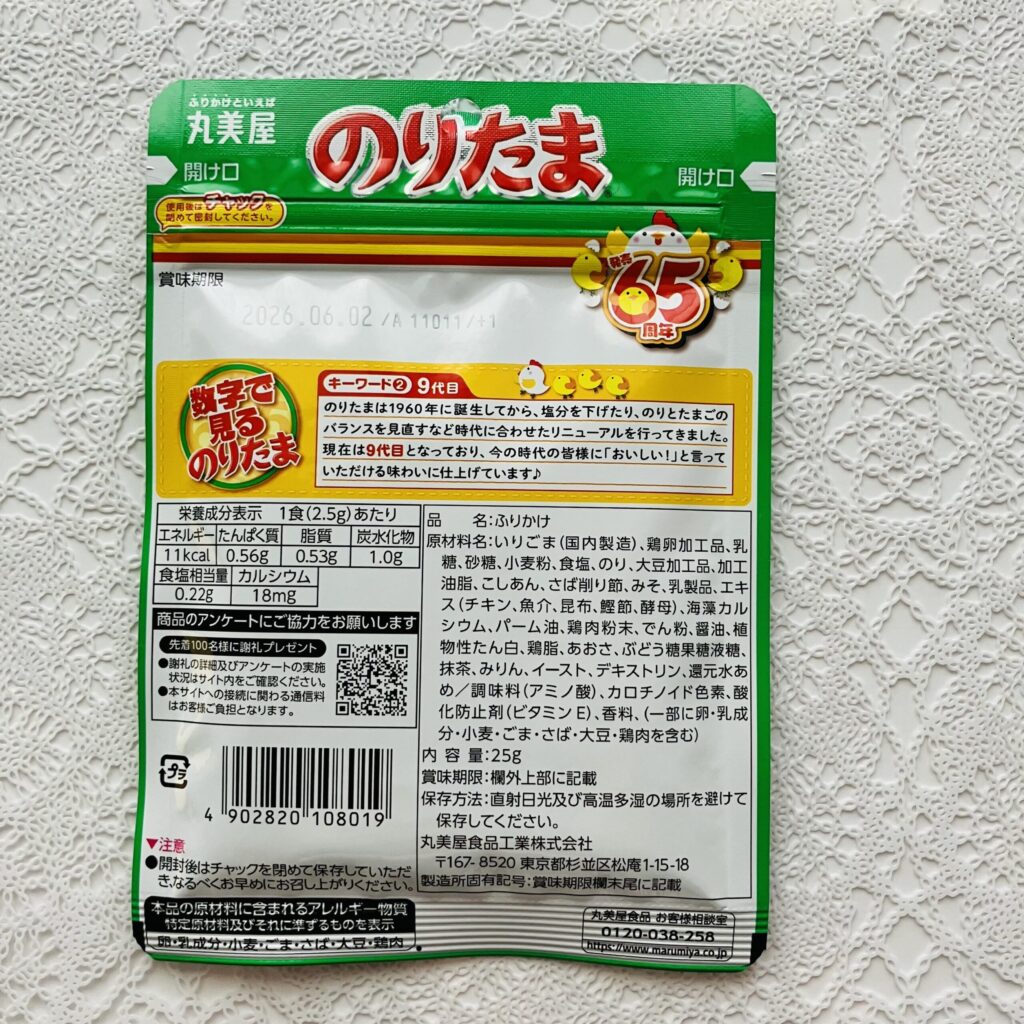 ふりかけといえば
丸美屋
のりたま
開け口
開け口
使用後はチャックを
閉めて密封してください。
発売
65
周年
賞味期限
2026.06.02/A 11011/+1
数字で
見る
のりたま
キーワード② 9代目
のりたまは1960年に誕生してから、塩分を下げたり、のりとたまごの
バランスを見直すなど時代に合わせたリニューアルを行ってきました。
現在は9代目となっており、今の時代の皆様に「おいしい!」と言って
いただける味わいに仕上げています♪
栄養成分表示 1食(2.5g)あたり
エネルギー たんぱく質 脂質 炭水化物
11kcal 0.56g 0.53g 1.0g
食塩相当量 カルシウム
0.22g 18mg
商品のアンケートにご協力をお願いします
先着100名様に謝礼プレゼント
●謝礼の詳細及びアンケートの実施
状況はサイト内をご確認ください。
●本サイトへの接続に関わる通信料
はお客様ご負担となります。
プラ
4 902820 108019
▼注意
●開封後はチャックを閉めて保存していただ
き、なるべくお早めにお召し上がりください。
本品の原材料に含まれるアレルギー物質
特定原材料及びそれに準ずるものを表示
卵・乳成分・小麦・ごま・さば・大豆・鶏肉
品 名:ふりかけ
原材料名:いりごま(国内製造)、鶏卵加工品、乳
糖、砂糖、小麦粉、食塩、のり、大豆加工品、加工
油脂、こしあん、さば削り節、みそ、乳製品、エキ
ス(チキン、魚介、昆布、鰹節、酵母)、海藻カル
シウム、パーム油、鶏肉粉末、でん粉、醤油、植
物性たん白、鶏脂、あおさ、ぶどう糖果糖液糖、
抹茶、みりん、イースト、デキストリン、還元水あ
め/調味料(アミノ酸)、カロチノイド色素、酸
化防止剤(ビタミンE)、香料、(一部に卵・乳成
分・小麦・ごま・さば・大豆・鶏肉を含む)
内 容 量:25g
賞味期限:欄外上部に記載
保存方法:直射日光及び高温多湿の場所を避けて
保存してください。
丸美屋食品工業株式会社
〒167-8520 東京都杉並区松庵1-15-18
製造所固有記号:賞味期限欄末尾に記載
丸美屋食品 お客様相談室
0120-038-258
https://www.marumiya.co.jp